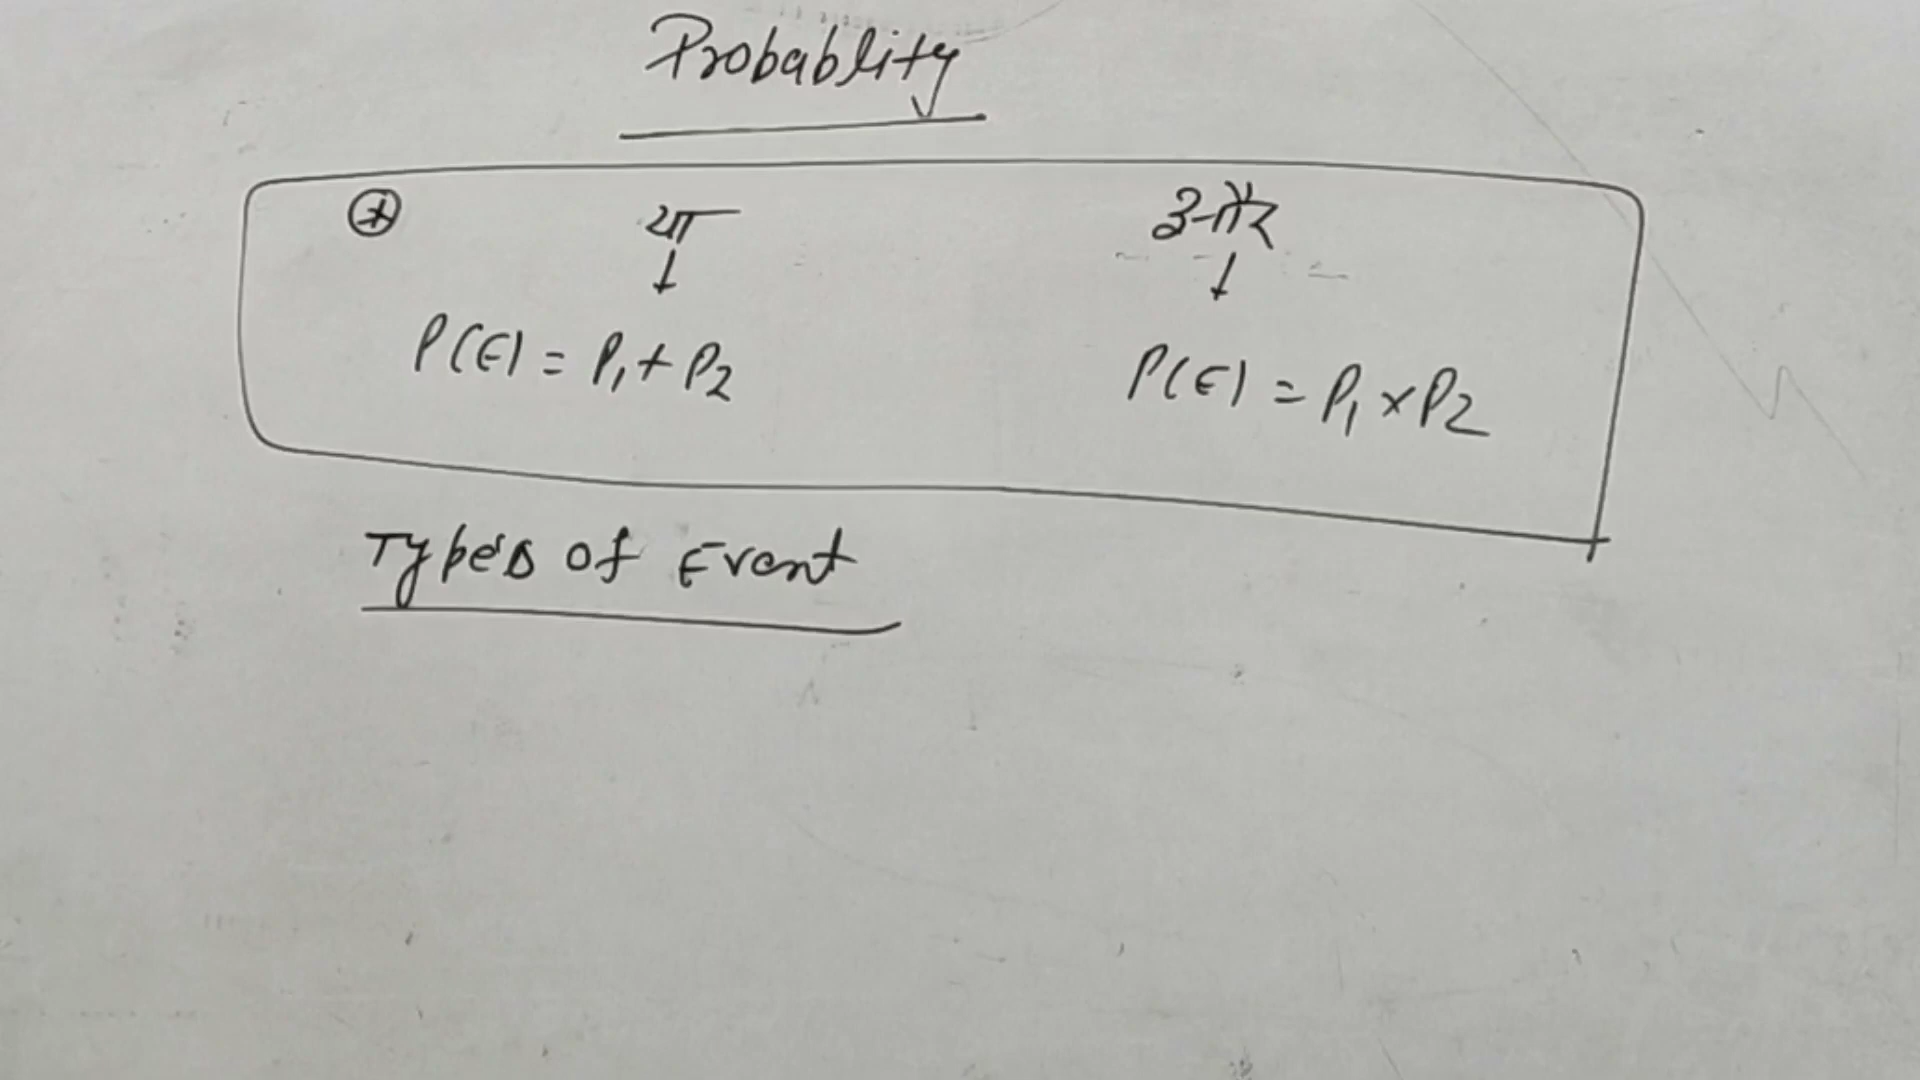 Probablity
⊛ या और
↓ ↓
P(E) = P₁ + P₂ P(E) = P₁ × P₂
Types of Event